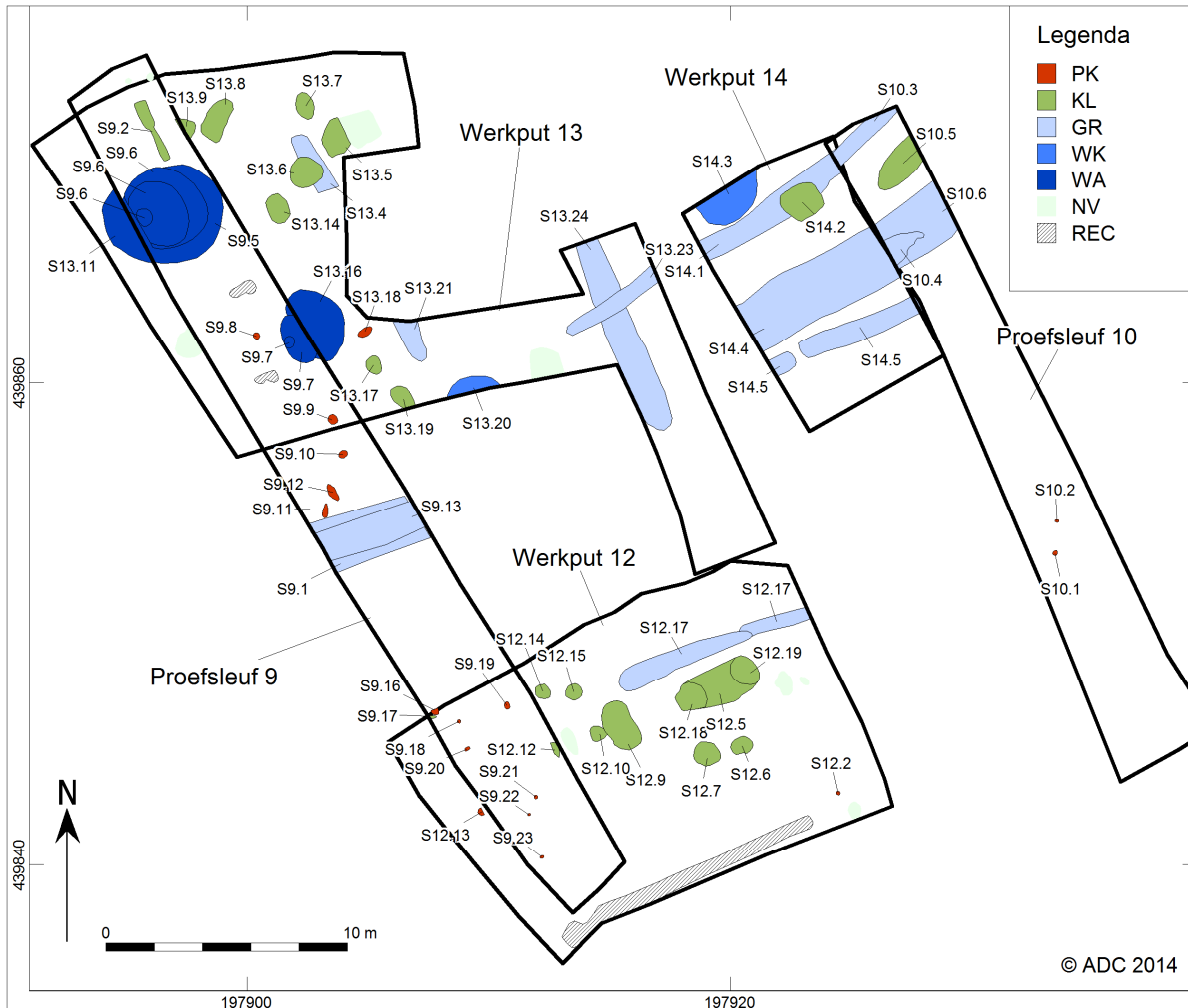 Legenda
PK
KL
GR
WK
WA
NV
REC
Werkput 14
Werkput 13
Werkput 12
Proefsleuf 10
Proefsleuf 9
S13.7
S13.8
S13.9
S9.2
S9.6
S9.6
S9.6
S13.6
S13.5
S13.4
S13.14
S9.5
S13.11
S13.16
S13.18
S13.21
S9.8
S9.7
S9.7
S13.17
S13.19
S13.20
S9.9
S9.10
S9.12
S9.11
S9.13
S9.1
S13.24
S13.23
S14.3
S14.2
S14.1
S14.4
S14.5
S14.5
S10.3
S10.5
S10.6
S10.4
S10.2
S10.1
S12.17
S12.17
S12.14
S12.15
S12.19
S9.19
S9.16
S9.17
S9.18
S9.20
S12.12
S12.10
S12.9
S12.18
S12.5
S12.7
S12.6
S12.2
S9.21
S9.22
S12.13
S9.23
439860
439840
N
0 10 m
197900
197920
© ADC 2014